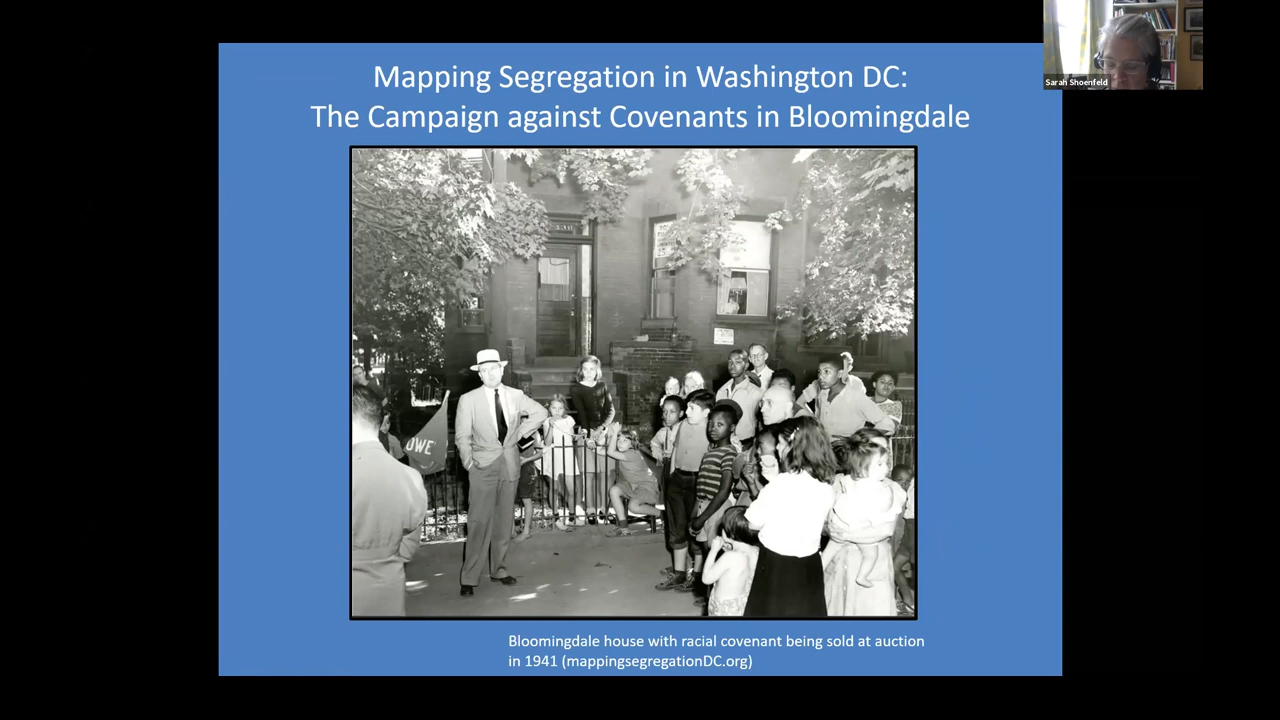 Mapping Segregation in Washington DC:
The Campaign against Covenants in Bloomingdale
Sarah Shoenfeld
OWE
Bloomingdale house with racial covenant being sold at auction
in 1941 (mappingsegregationDC.org)